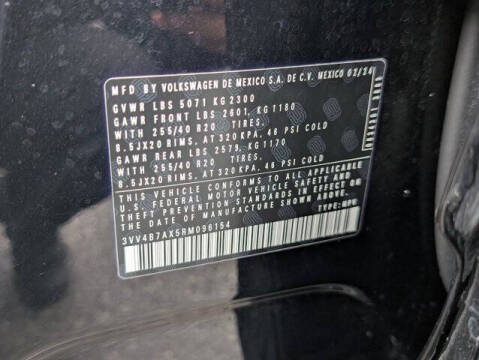 MFD BY VOLKSWAGEN DE MEXICO S.A. DE C.V. MEXICO 03/24
GVWR LBS 5071 KG 2300
GAWR FRONT LBS 2601, KG 1180
WITH 255/40 R20 TIRES.
8.5JX20 RIMS, AT 320 KPA, 46 PSI COLD
GAWR REAR LBS 2579, KG 1170
WITH 255/40 R20 TIRES.
8.5JX20 RIMS, AT 320 KPA, 46 PSI COLD
THIS VEHICLE CONFORMS TO ALL APPLICABLE
U.S. FEDERAL MOTOR VEHICLE SAFETY AND
THEFT PREVENTION STANDARDS IN EFFECT ON
THE DATE OF MANUFACTURE SHOWN ABOVE.
3VV4B7AX5RM096154 TYPE: MPV